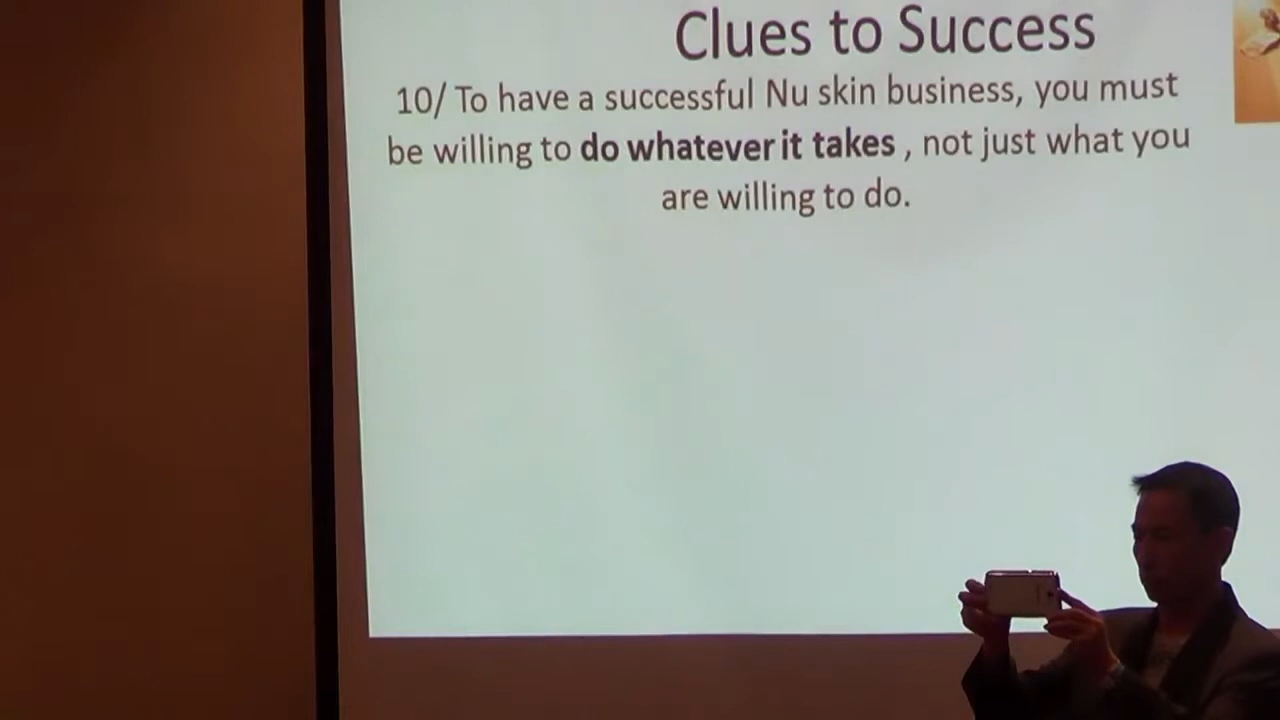 Clues to Success
10/ To have a successful Nu skin business, you must
be willing to do whatever it takes , not just what you
are willing to do.